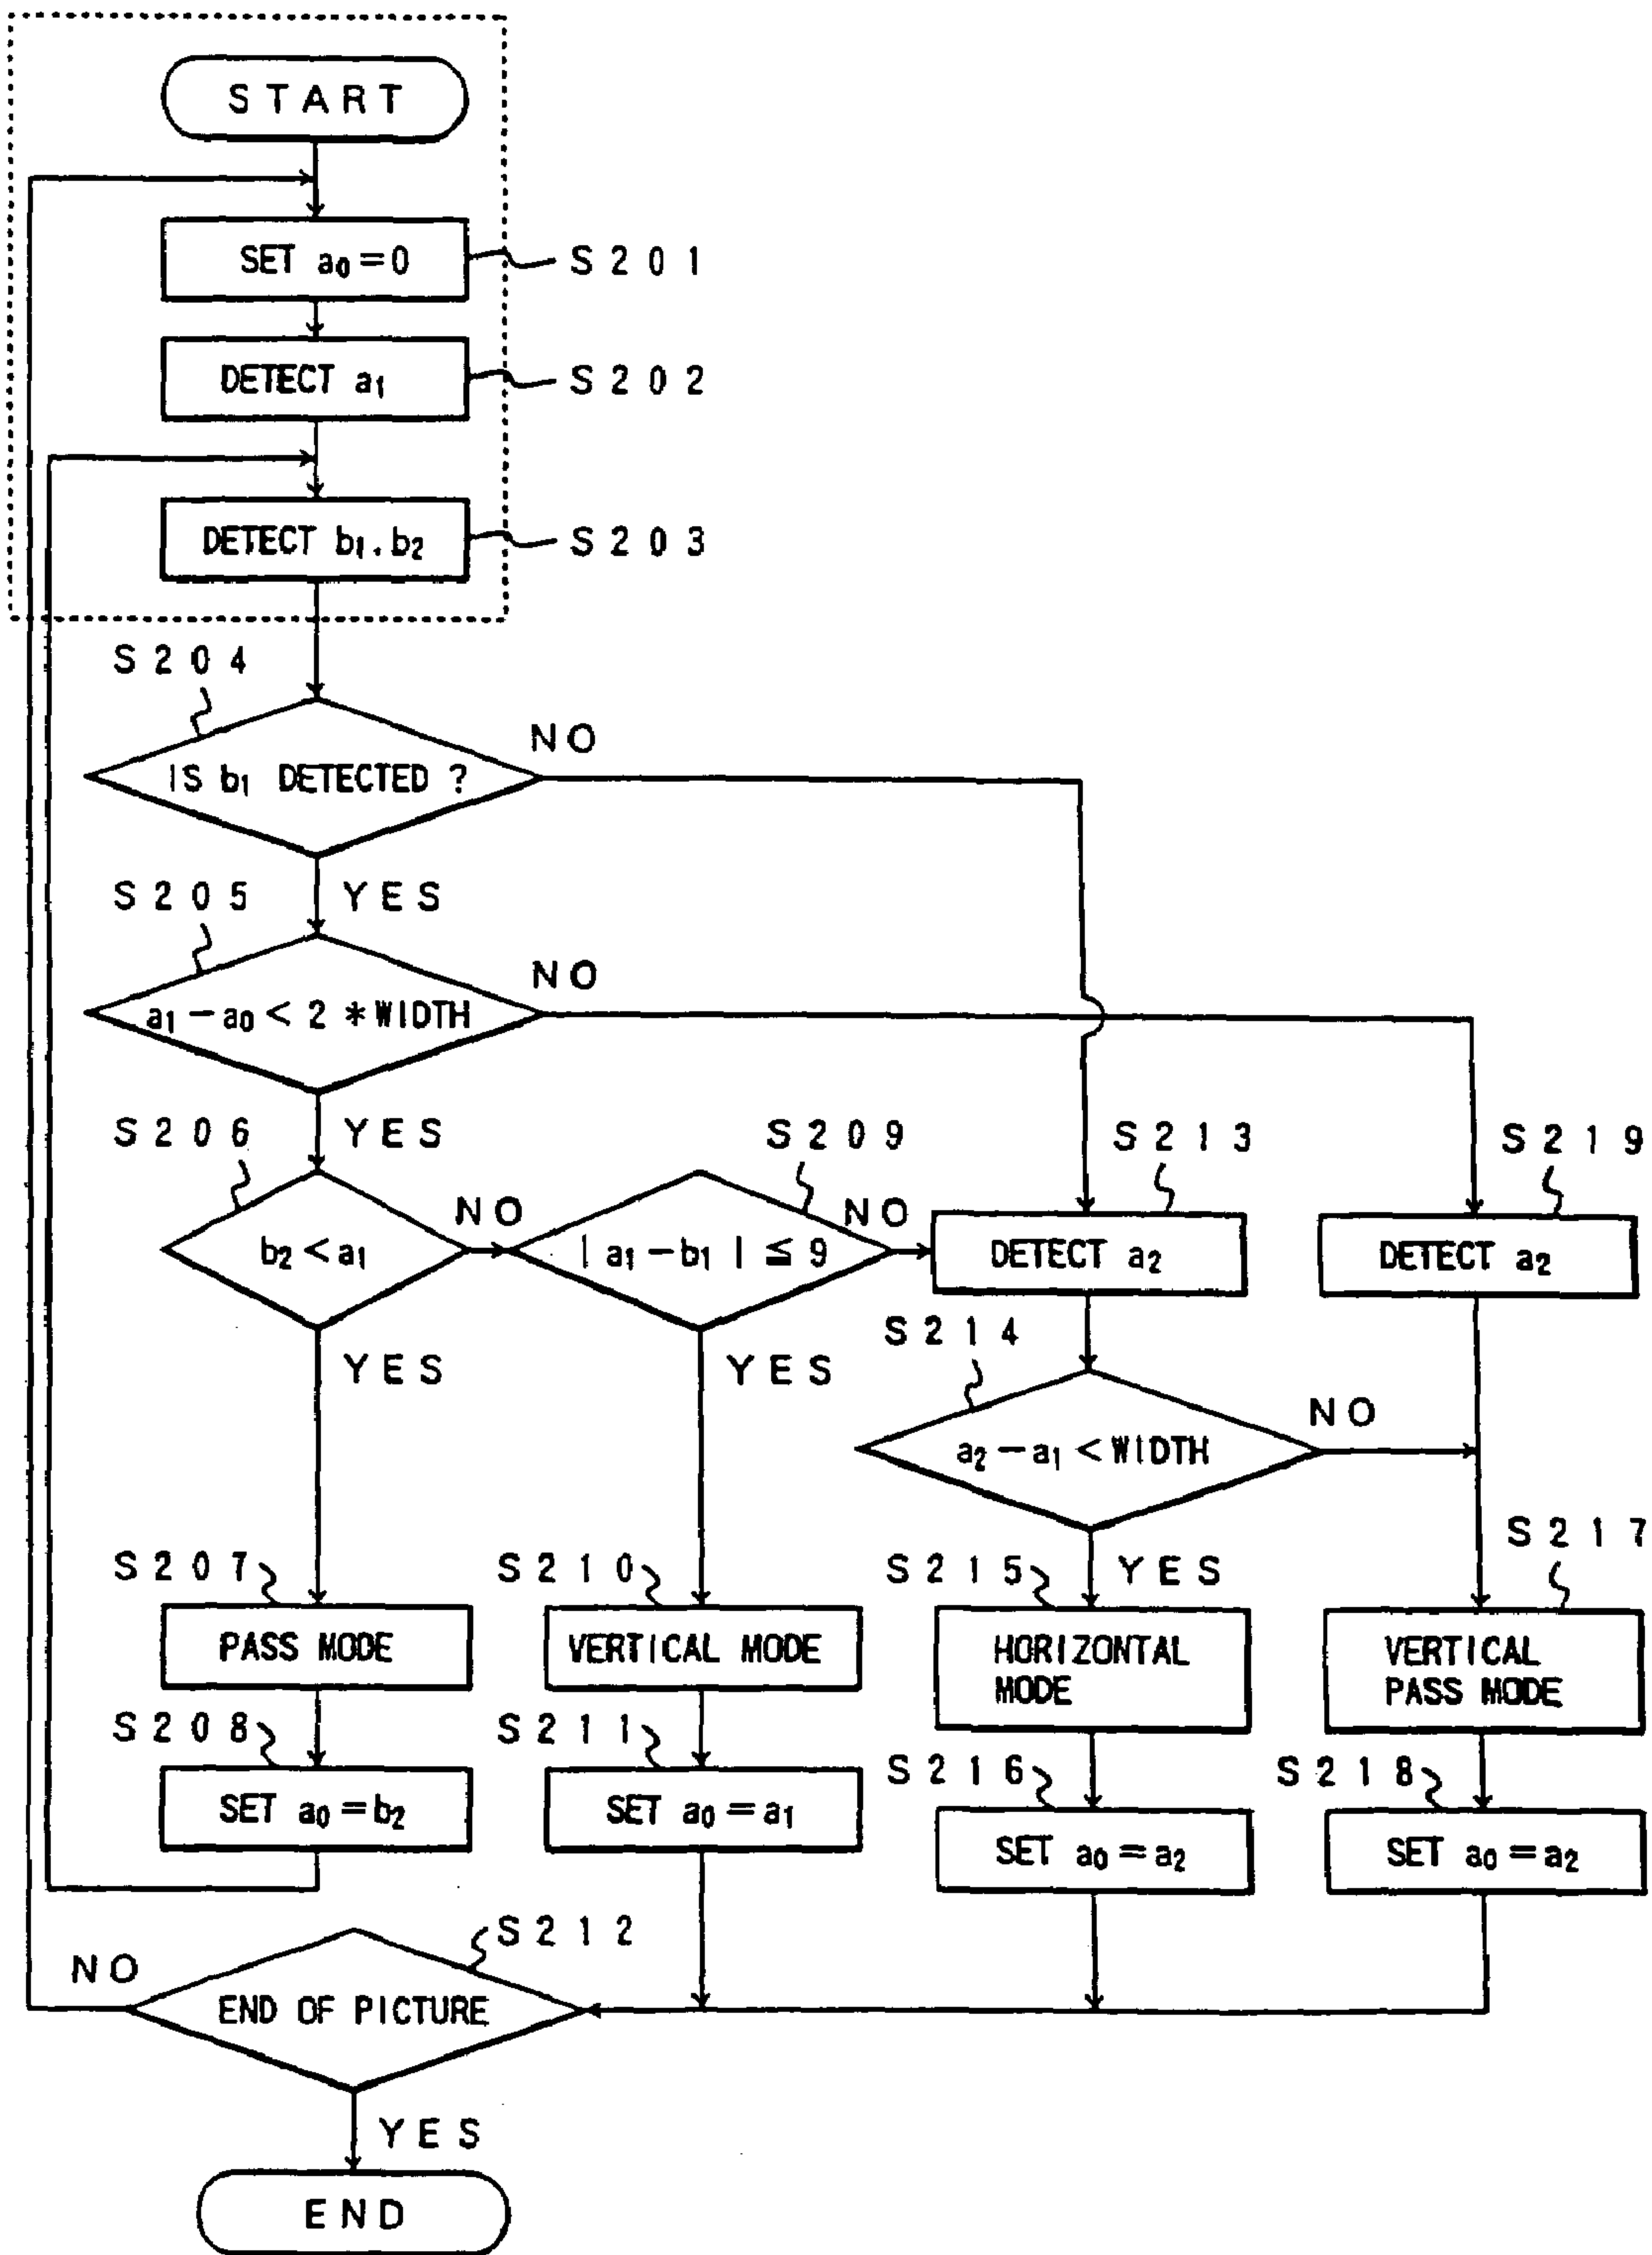 START
SET a₀=0
S201
DETECT a₁
S202
DETECT b₁.b₂
S203
S204
IS b₁ DETECTED ?
NO
YES
S205
a₁−a₀<2*WIDTH
NO
YES
S206
b₂<a₁
NO
YES
S209
|a₁−b₁|≦9
NO
YES
S213
DETECT a₂
S219
DETECT a₂
S214
a₂−a₁<WIDTH
NO
YES
S207
PASS MODE
S210
VERTICAL MODE
S215
HORIZONTAL
MODE
S217
VERTICAL
PASS MODE
S208
SET a₀=b₂
S211
SET a₀=a₁
S216
SET a₀=a₂
S218
SET a₀=a₂
S212
END OF PICTURE
NO
YES
END